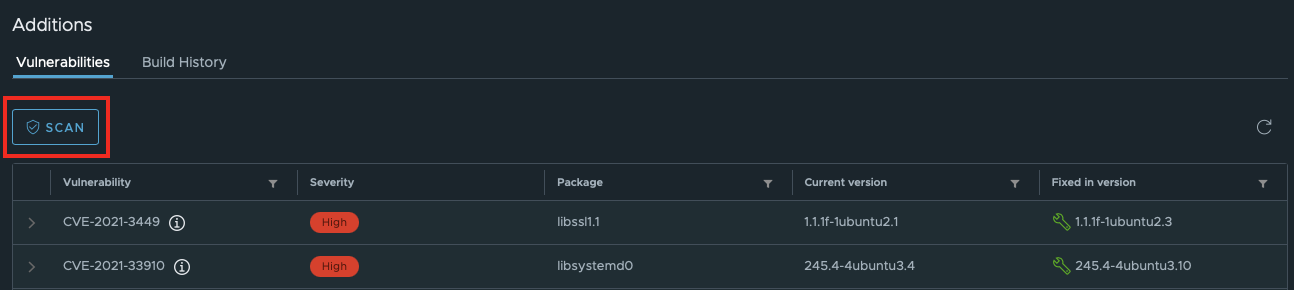 Additions
Vulnerabilities Build History
SCAN
Vulnerability Severity Package Current version Fixed in version
CVE-2021-3449 High libssl1.1 1.1.1f-1ubuntu2.1 1.1.1f-1ubuntu2.3
CVE-2021-33910 High libsystemd0 245.4-4ubuntu3.4 245.4-4ubuntu3.10